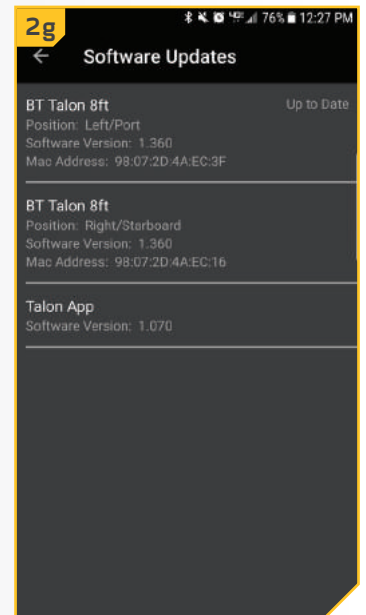 2g
76% 12:27 PM
← Software Updates
BT Talon 8ft Up to Date
Position: Left/Port
Software Version: 1.360
Mac Address: 98:07:2D:4A:EC:3F
BT Talon 8ft
Position: Right/Starboard
Software Version: 1.360
Mac Address: 98:07:2D:4A:EC:16
Talon App
Software Version: 1.070